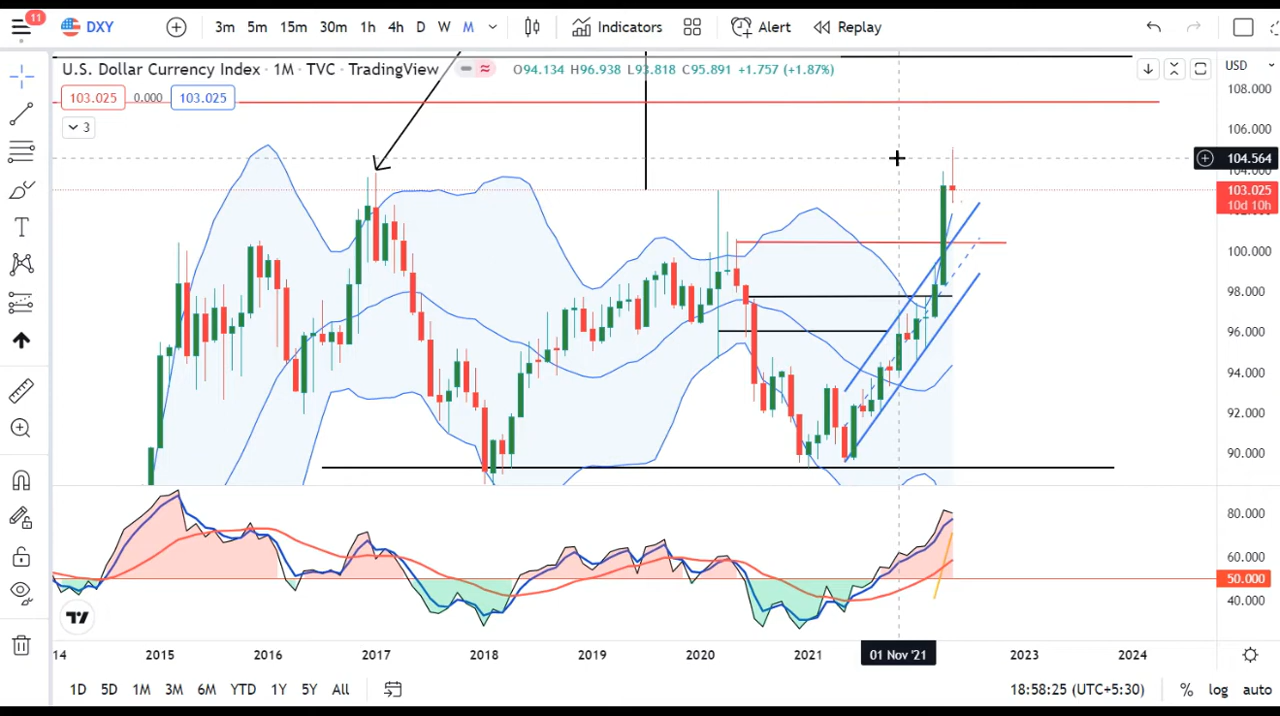 11 DXY 3m 5m 15m 30m 1h 4h D W M Indicators Alert Replay
U.S. Dollar Currency Index · 1M · TVC · TradingView O94.134 H96.938 L93.818 C95.891 +1.757 (+1.87%) USD
103.025 0.000 103.025
3
108.000
106.000
104.564
104.000
103.025
10d 10h
100.000
98.000
96.000
94.000
92.000
90.000
80.000
60.000
50.000
40.000
14 2015 2016 2017 2018 2019 2020 2021 01 Nov '21 2023 2024
1D 5D 1M 3M 6M YTD 1Y 5Y All 18:58:25 (UTC+5:30) % log auto